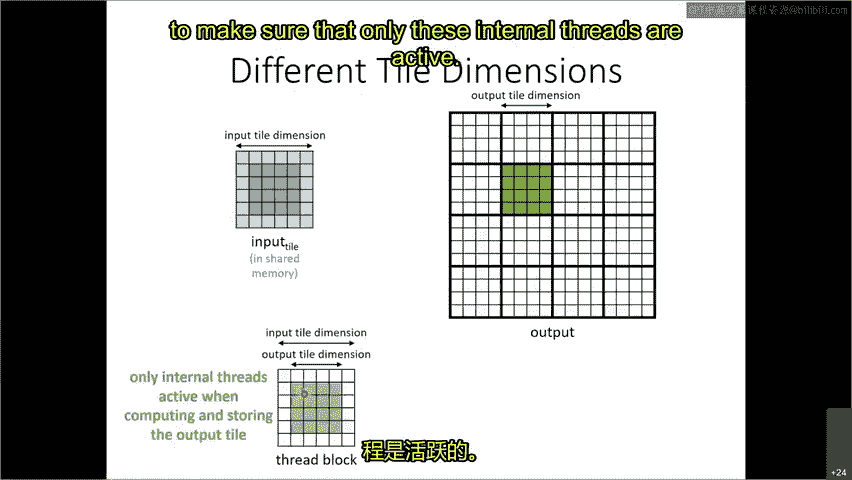 to make sure that only these internal threads are
active.
Different Tile Dimensions
output tile dimension
input tile dimension
input tile
(in shared
memory)
output
input tile dimension
output tile dimension
only internal threads
active when
computing and storing
the output tile
thread block
程是活跃的。
+24